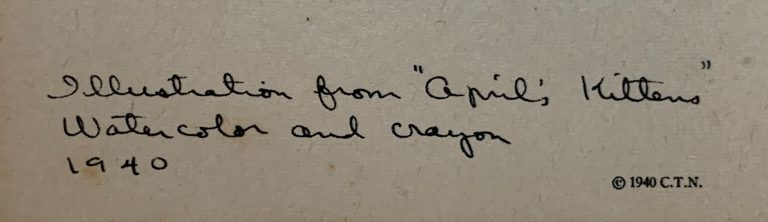 Illustration from "April's Kittens"
Watercolor and crayon
1940
© 1940 C.T.N.